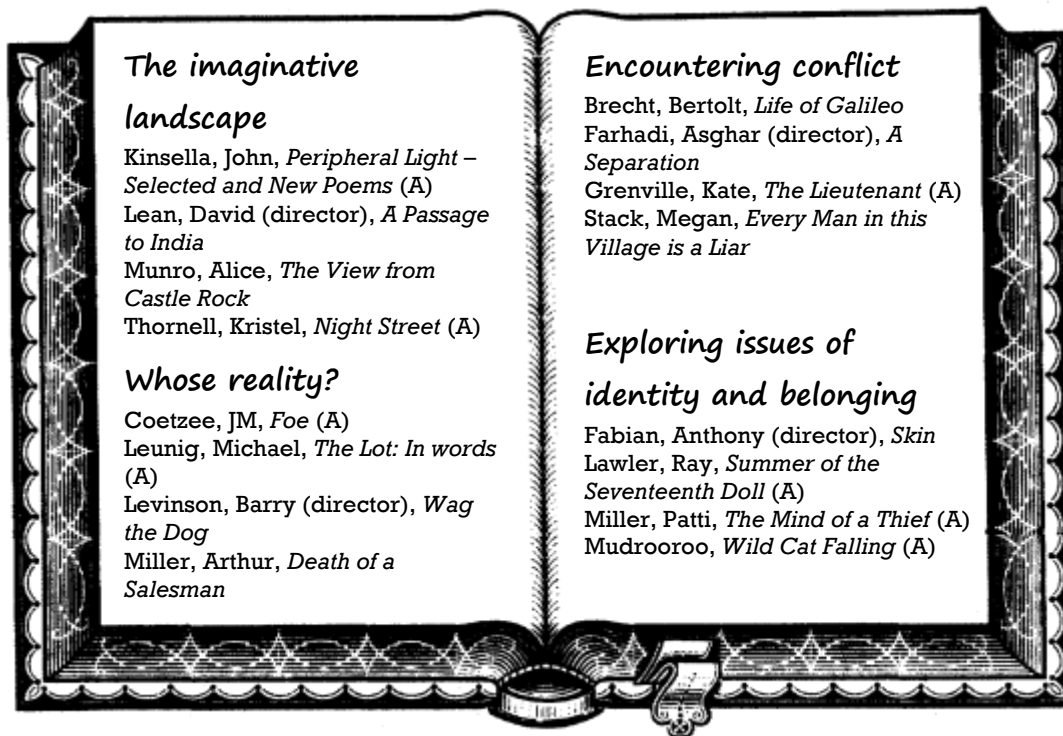 The imaginative
landscape
Kinsella, John, Peripheral Light –
Selected and New Poems (A)
Lean, David (director), A Passage
to India
Munro, Alice, The View from
Castle Rock
Thornell, Kristel, Night Street (A)
Whose reality?
Coetzee, JM, Foe (A)
Leunig, Michael, The Lot: In words
(A)
Levinson, Barry (director), Wag
the Dog
Miller, Arthur, Death of a
Salesman
Encountering conflict
Brecht, Bertolt, Life of Galileo
Farhadi, Asghar (director), A
Separation
Grenville, Kate, The Lieutenant (A)
Stack, Megan, Every Man in this
Village is a Liar
Exploring issues of
identity and belonging
Fabian, Anthony (director), Skin
Lawler, Ray, Summer of the
Seventeenth Doll (A)
Miller, Patti, The Mind of a Thief (A)
Mudrooroo, Wild Cat Falling (A)